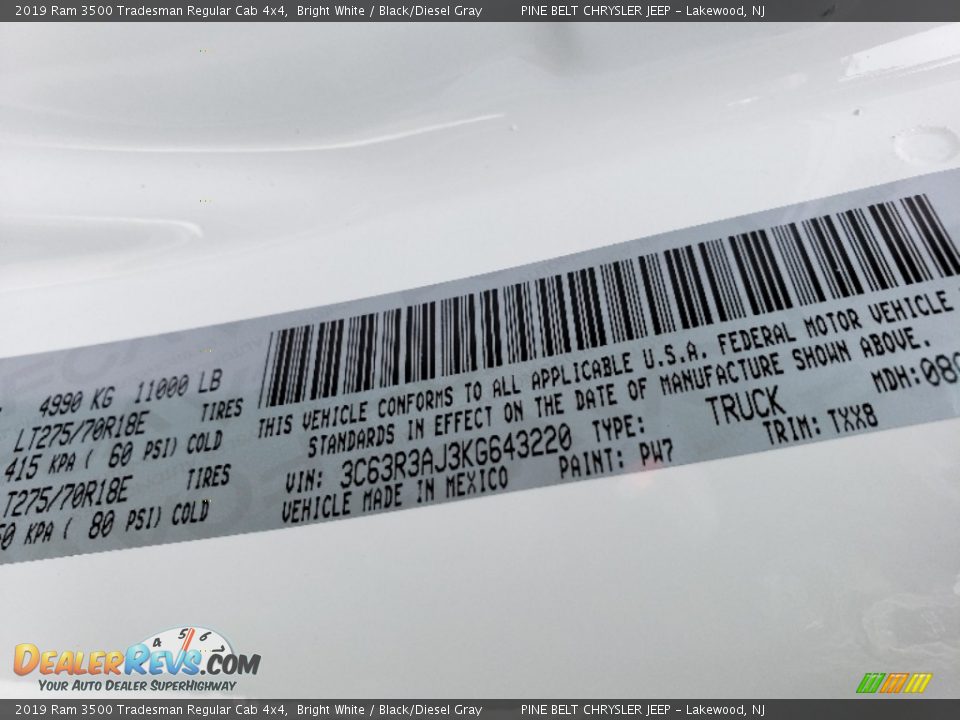 2019 Ram 3500 Tradesman Regular Cab 4x4, Bright White / Black/Diesel Gray PINE BELT CHRYSLER JEEP – Lakewood, NJ
4990 KG 11000 LB
LT275/70R18E TIRES
415 KPA ( 60 PSI) COLD
T275/70R18E TIRES
KPA ( 80 PSI) COLD
THIS VEHICLE CONFORMS TO ALL APPLICABLE U.S.A. FEDERAL MOTOR VEHICLE
STANDARDS IN EFFECT ON THE DATE OF MANUFACTURE SHOWN ABOVE.
VIN: 3C63R3AJ3KG643220 TYPE: TRUCK MDH:
VEHICLE MADE IN MEXICO PAINT: PW7 TRIM: TXX8
4 5 6 7
DEALERREVS.COM
YOUR AUTO DEALER SUPERHIGHWAY
2019 Ram 3500 Tradesman Regular Cab 4x4, Bright White / Black/Diesel Gray PINE BELT CHRYSLER JEEP – Lakewood, NJ